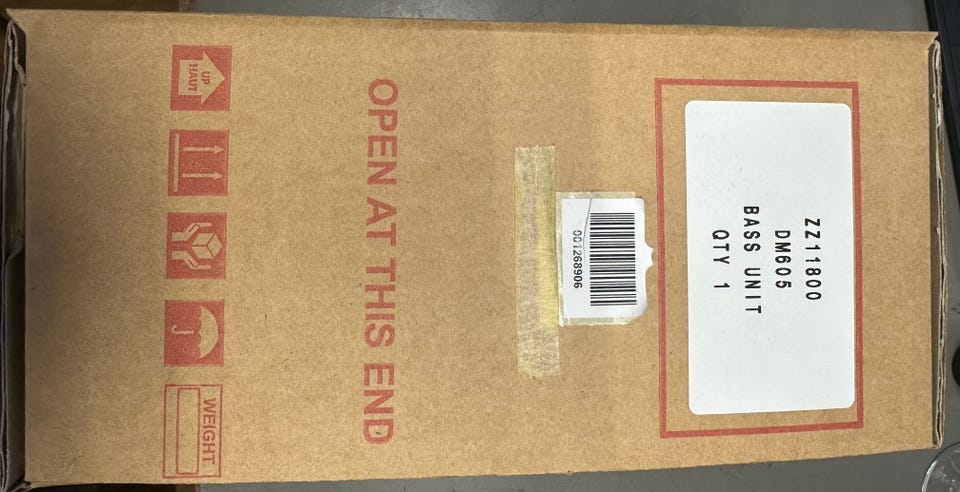 ZZ11800
DM605
BASS UNIT
QTY 1
001268906
OPEN AT THIS END
UP
HAUT
WEIGHT